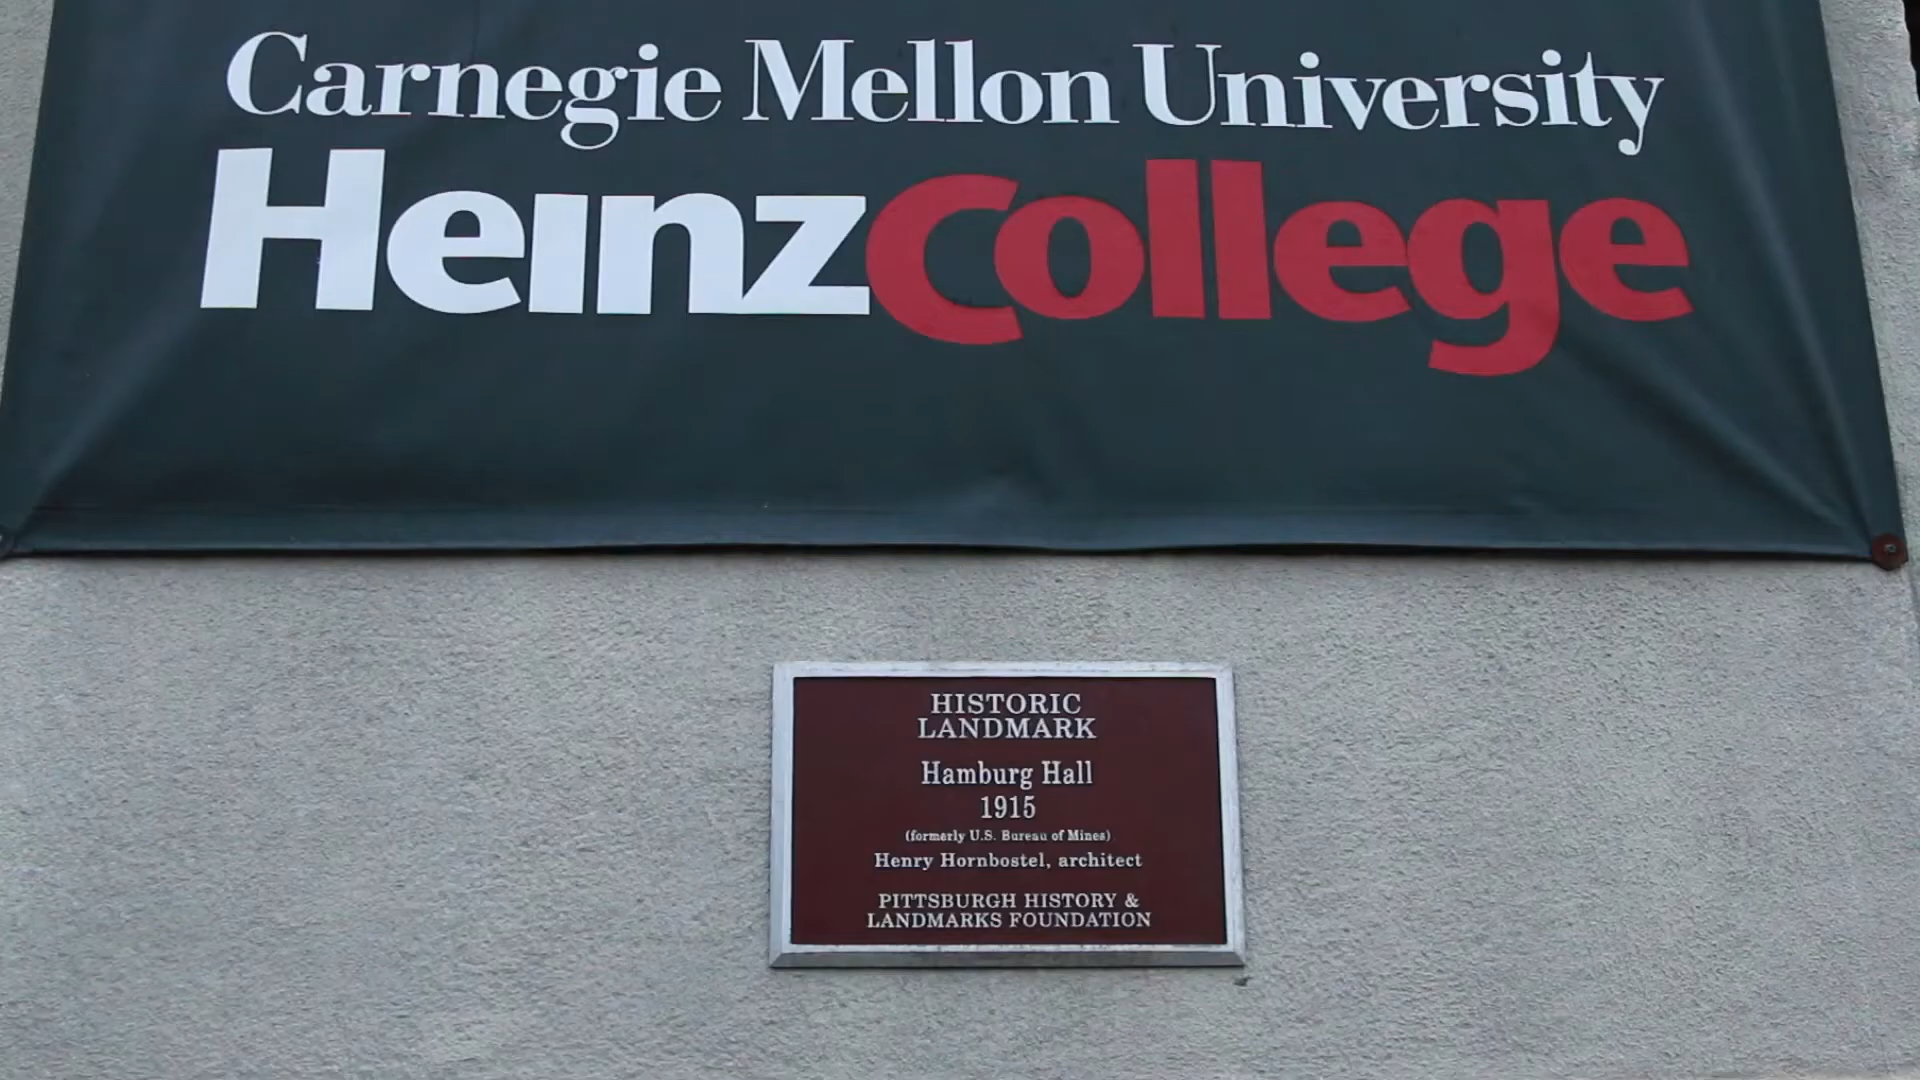 Carnegie Mellon University
HeinzCollege
HISTORIC
LANDMARK
Hamburg Hall
1915
(formerly U.S. Bureau of Mines)
Henry Hornbostel, architect
PITTSBURGH HISTORY &
LANDMARKS FOUNDATION